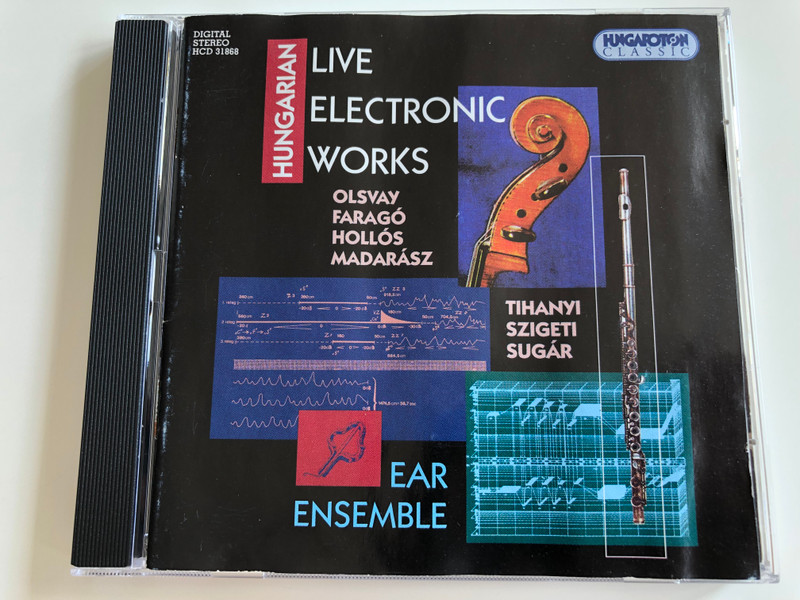 DIGITAL
STEREO
HCD 31868
HUNGAROTON
CLASSIC
HUNGARIAN
LIVE
ELECTRONIC
WORKS
OLSVAY
FARAGÓ
HOLLÓS
MADARÁSZ
TIHANYI
SZIGETI
SUGÁR
EAR
ENSEMBLE